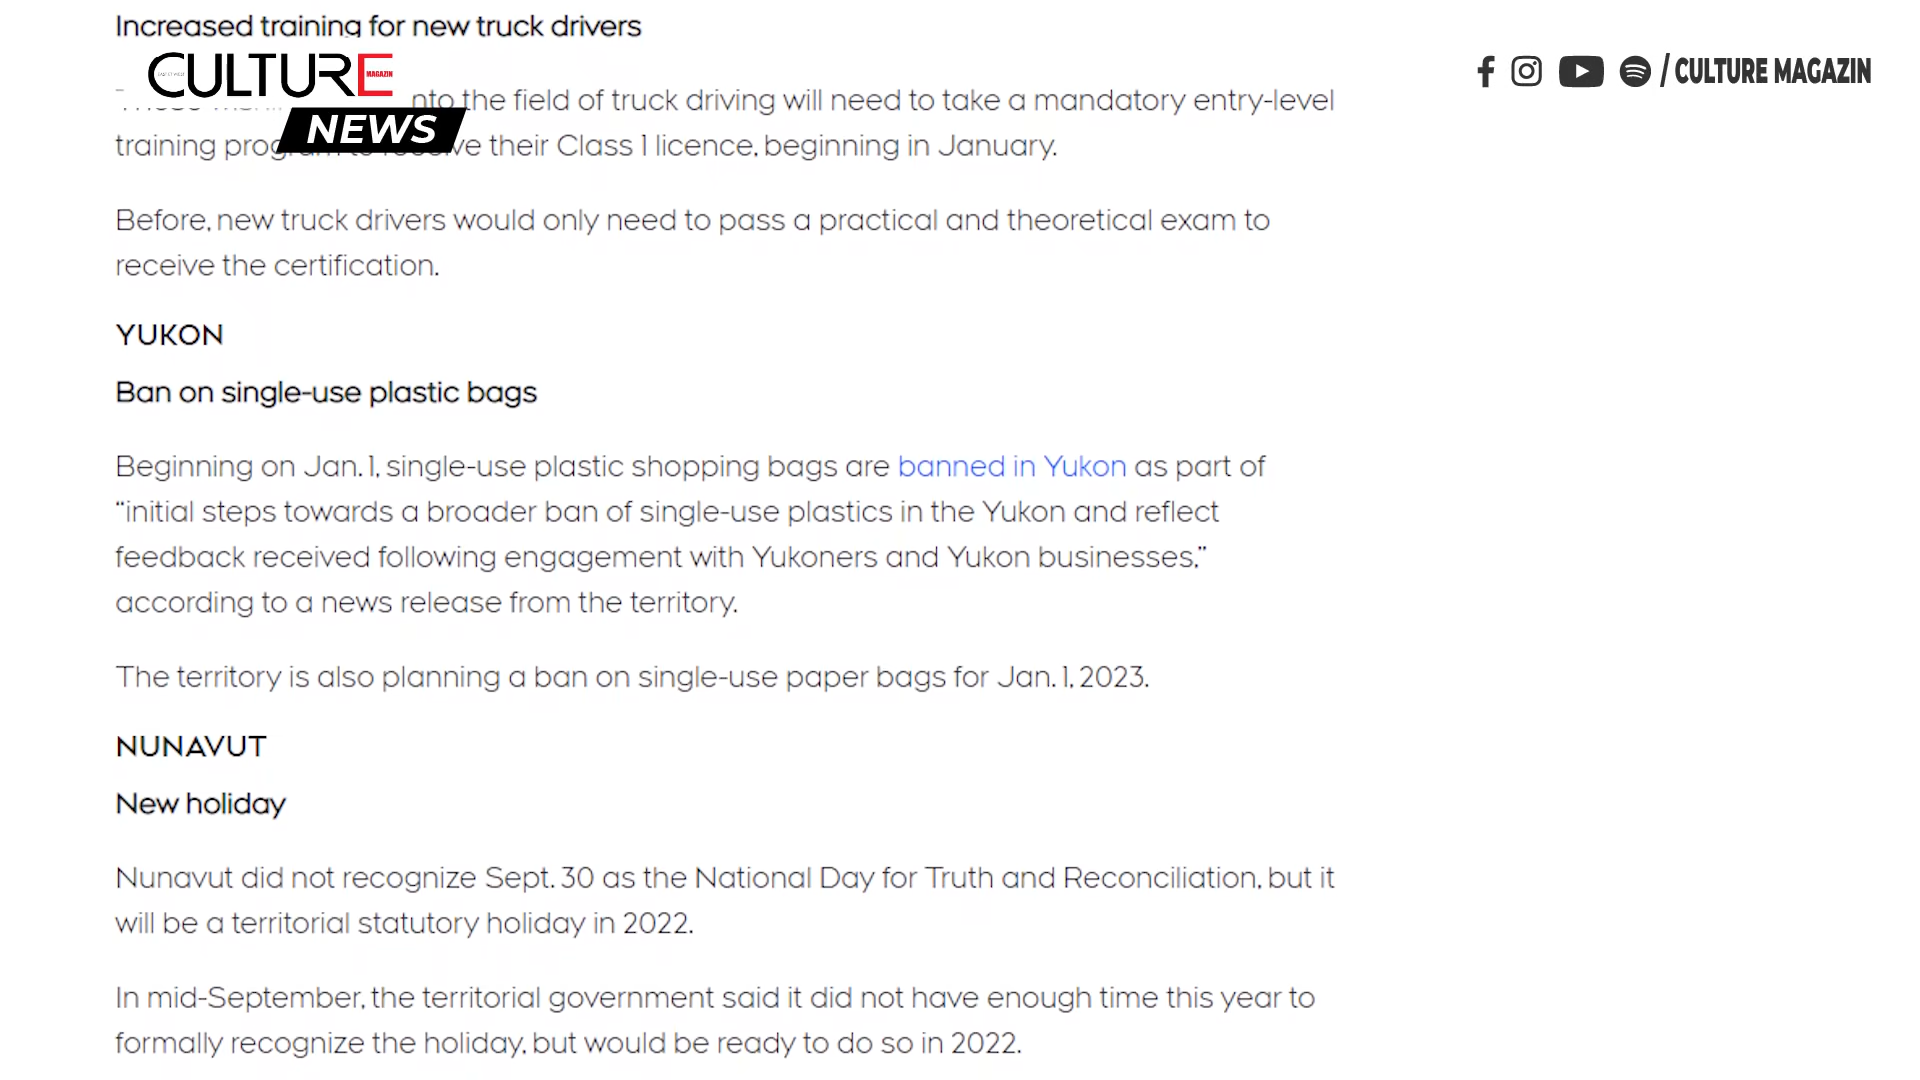 Increased training for new truck drivers
CULTURE
MAGAZIN
NEWS
/ CULTURE MAGAZIN
the field of truck driving will need to take a mandatory entry-level
training their Class 1 licence, beginning in January.
Before, new truck drivers would only need to pass a practical and theoretical exam to
receive the certification.
YUKON
Ban on single-use plastic bags
Beginning on Jan. 1, single-use plastic shopping bags are banned in Yukon as part of
“initial steps towards a broader ban of single-use plastics in the Yukon and reflect
feedback received following engagement with Yukoners and Yukon businesses,”
according to a news release from the territory.
The territory is also planning a ban on single-use paper bags for Jan. 1, 2023.
NUNAVUT
New holiday
Nunavut did not recognize Sept. 30 as the National Day for Truth and Reconciliation, but it
will be a territorial statutory holiday in 2022.
In mid-September, the territorial government said it did not have enough time this year to
formally recognize the holiday, but would be ready to do so in 2022.